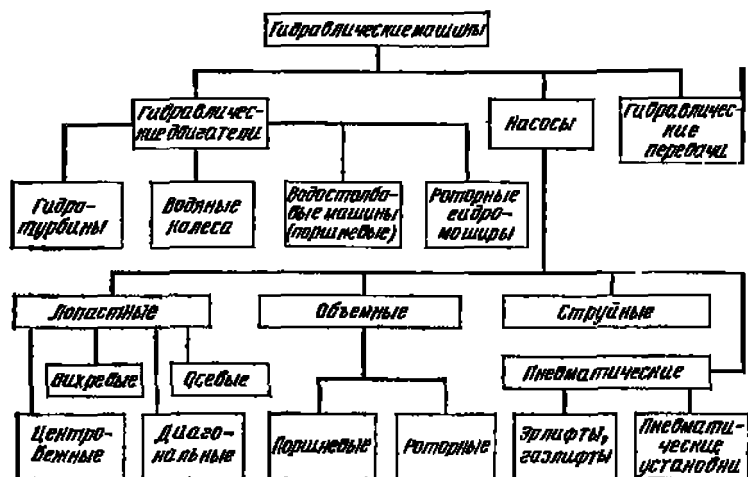 Гидравлические машины
Гидравличес-
кие двигатели
Насосы
Гидравличес-
кие
передачи
Гидро-
турбины
Водяные
колеса
Водостолбо-
вые машины
(поршневые)
Роторные
гидро-
маширы
Лопастные
Объемные
Струйные
Вихревые
Осевые
Пневматические
Центро-
бежные
Диаго-
нальные
Поршневые
Роторные
Эрлифты,
газлифты
Пневмати-
ческие
установки